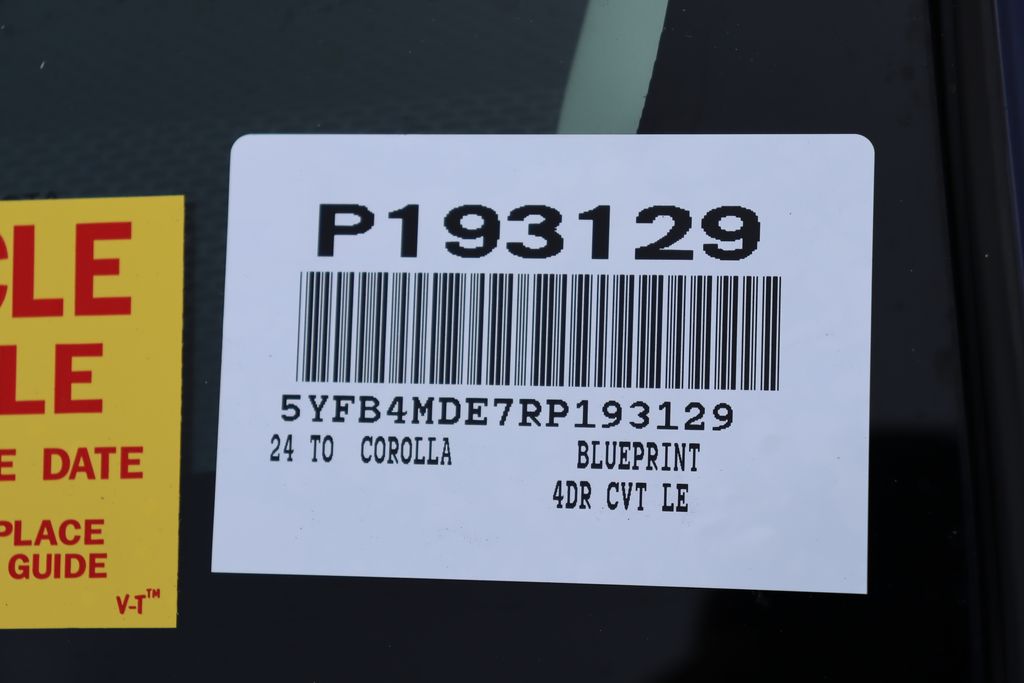 CLE
LE
E DATE
PLACE
GUIDE
V-T™
P193129
5YFB4MDE7RP193129
24 TO COROLLA BLUEPRINT
4DR CVT LE